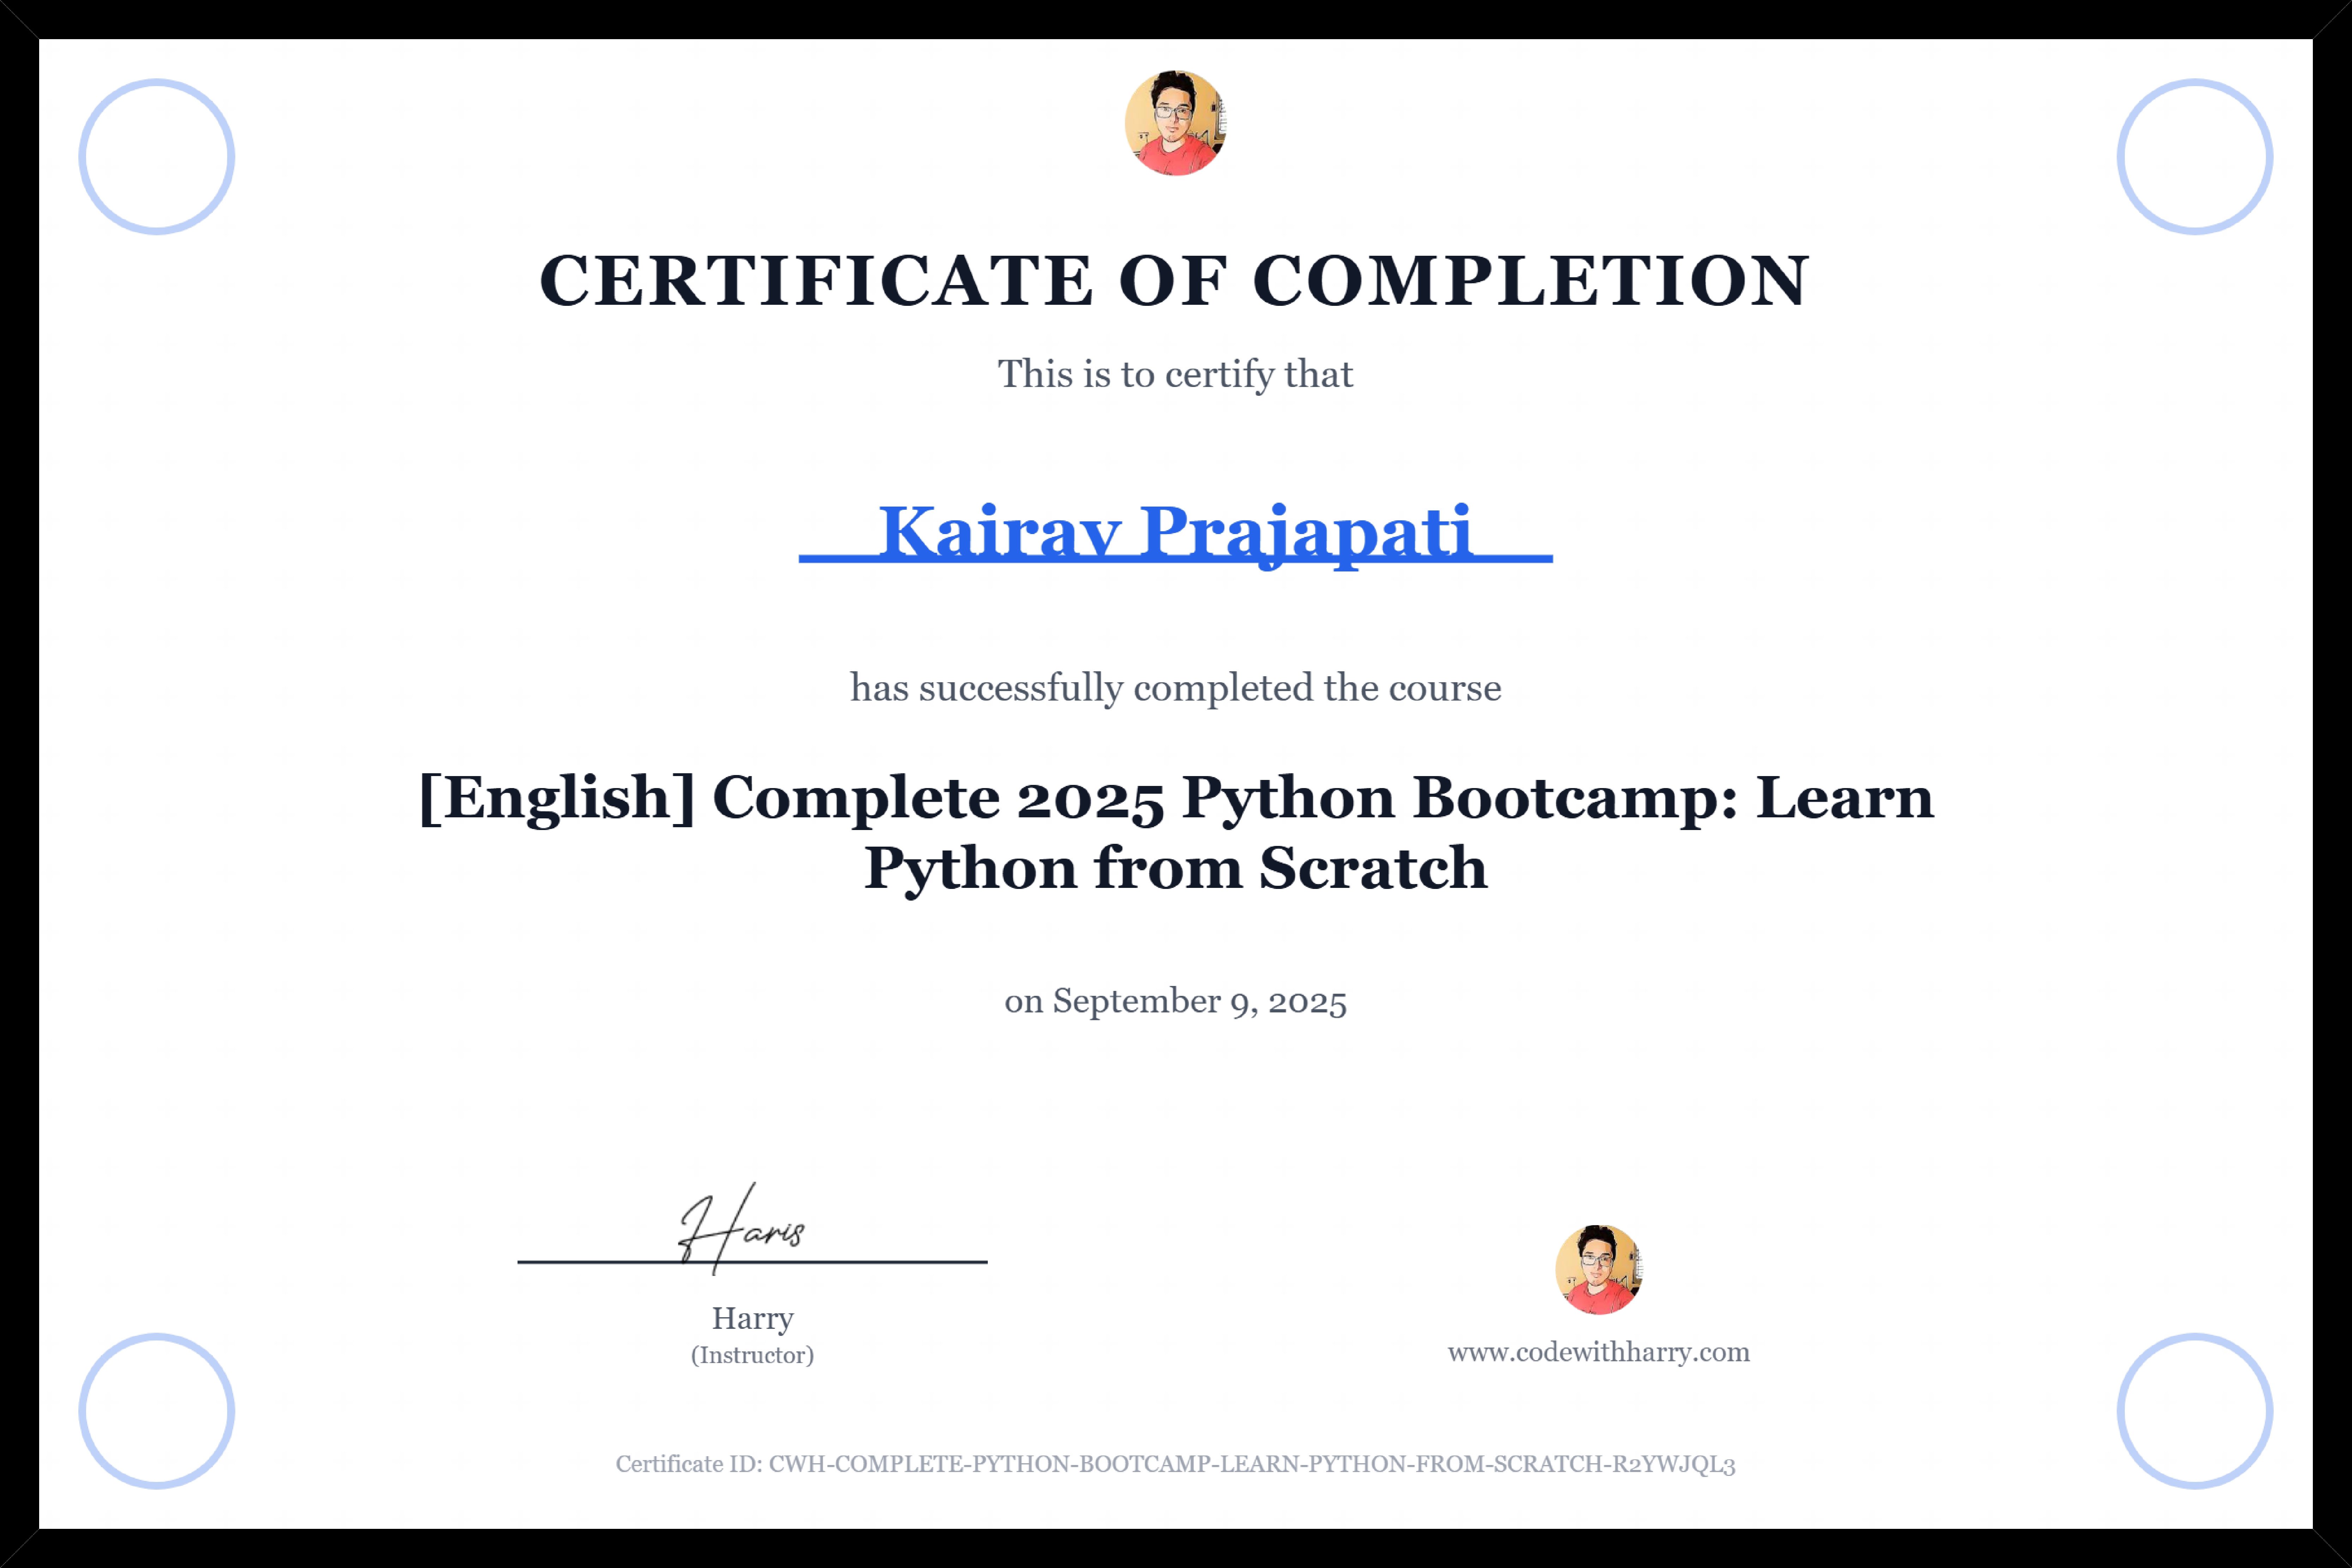 CERTIFICATE OF COMPLETION
This is to certify that
Kairav Prajapati
has successfully completed the course
[English] Complete 2025 Python Bootcamp: Learn
Python from Scratch
on September 9, 2025
Haris
Harry
(Instructor)
www.codewithharry.com
Certificate ID: CWH-COMPLETE-PYTHON-BOOTCAMP-LEARN-PYTHON-FROM-SCRATCH-R2YWJQL3